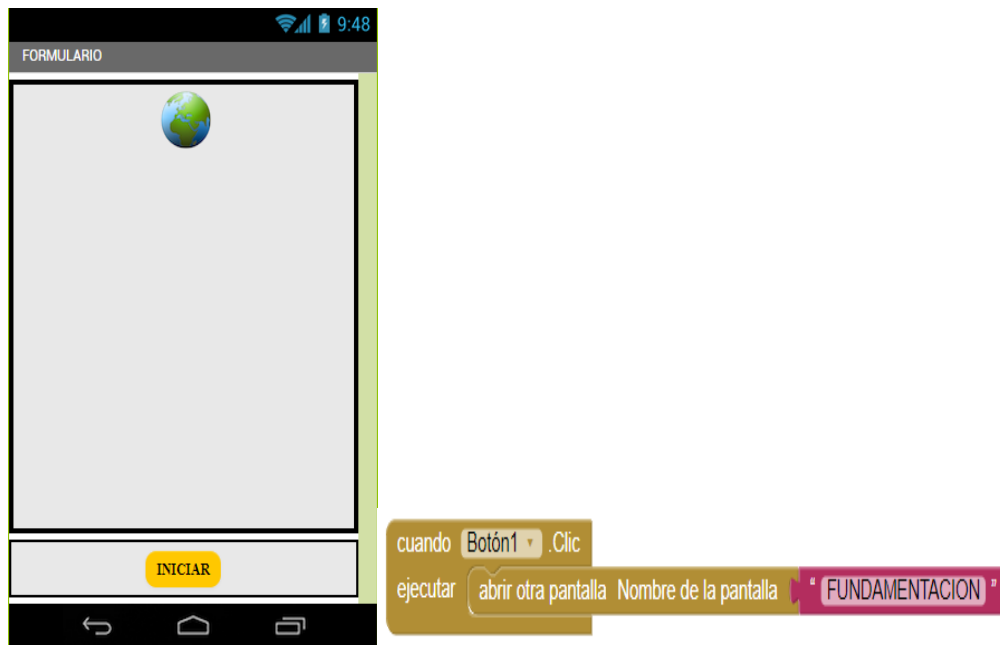 9:48
FORMULARIO
INICIAR
cuando Botón1 .Clic
ejecutar abrir otra pantalla Nombre de la pantalla " FUNDAMENTACION "